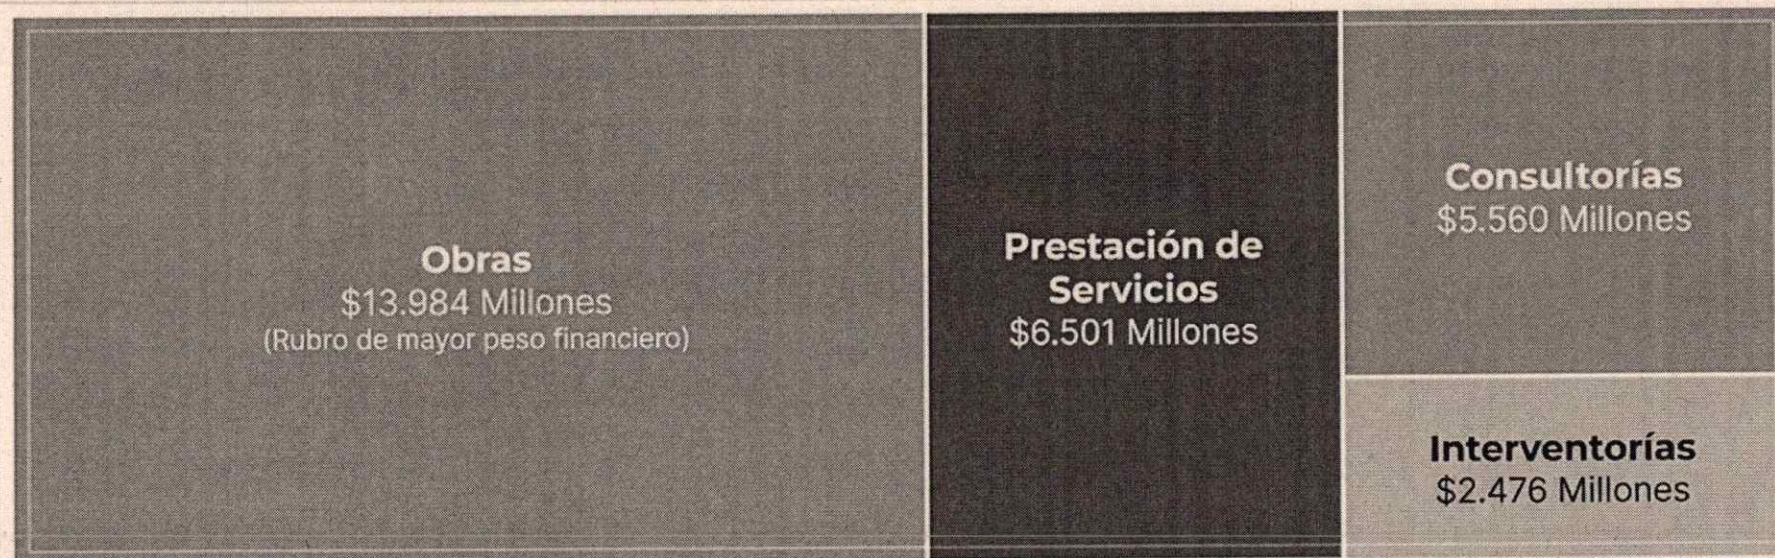 Obras
$13.984 Millones
(Rubro de mayor peso financiero)
Prestación de
Servicios
$6.501 Millones
Consultorías
$5.560 Millones
Interventorías
$2.476 Millones